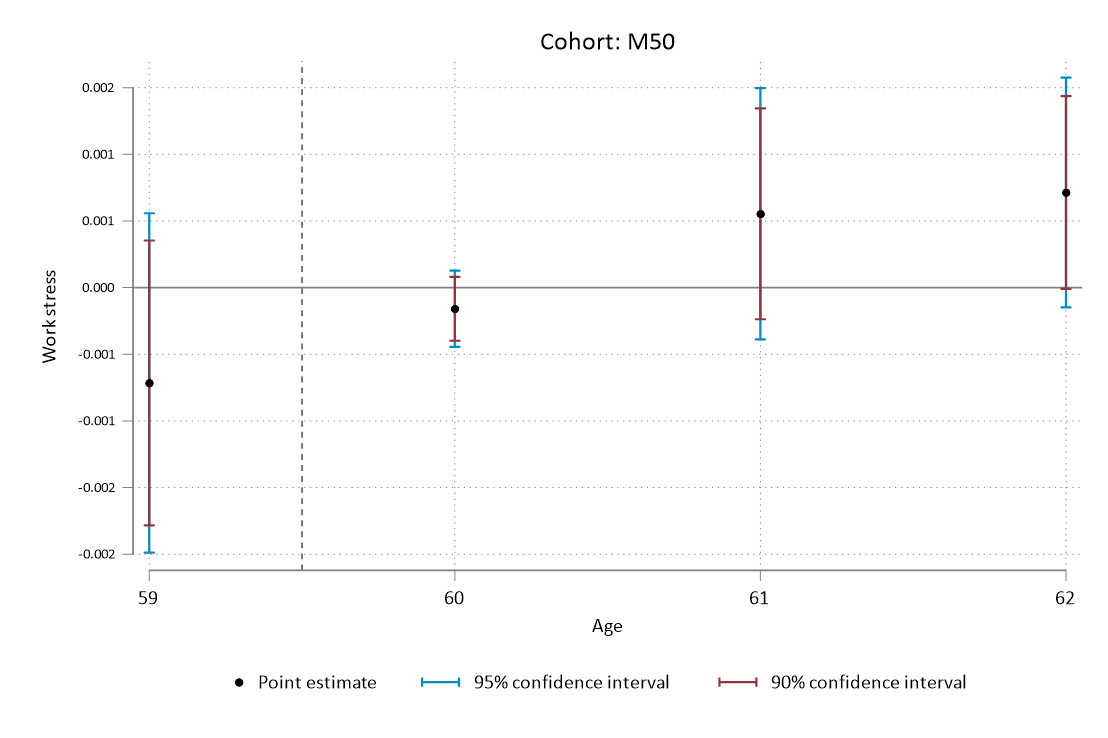 Cohort: M50
0.002
0.001
0.001
0.000
-0.001
-0.001
-0.002
-0.002
Work stress
59 60 61 62
Age
Point estimate 95% confidence interval 90% confidence interval